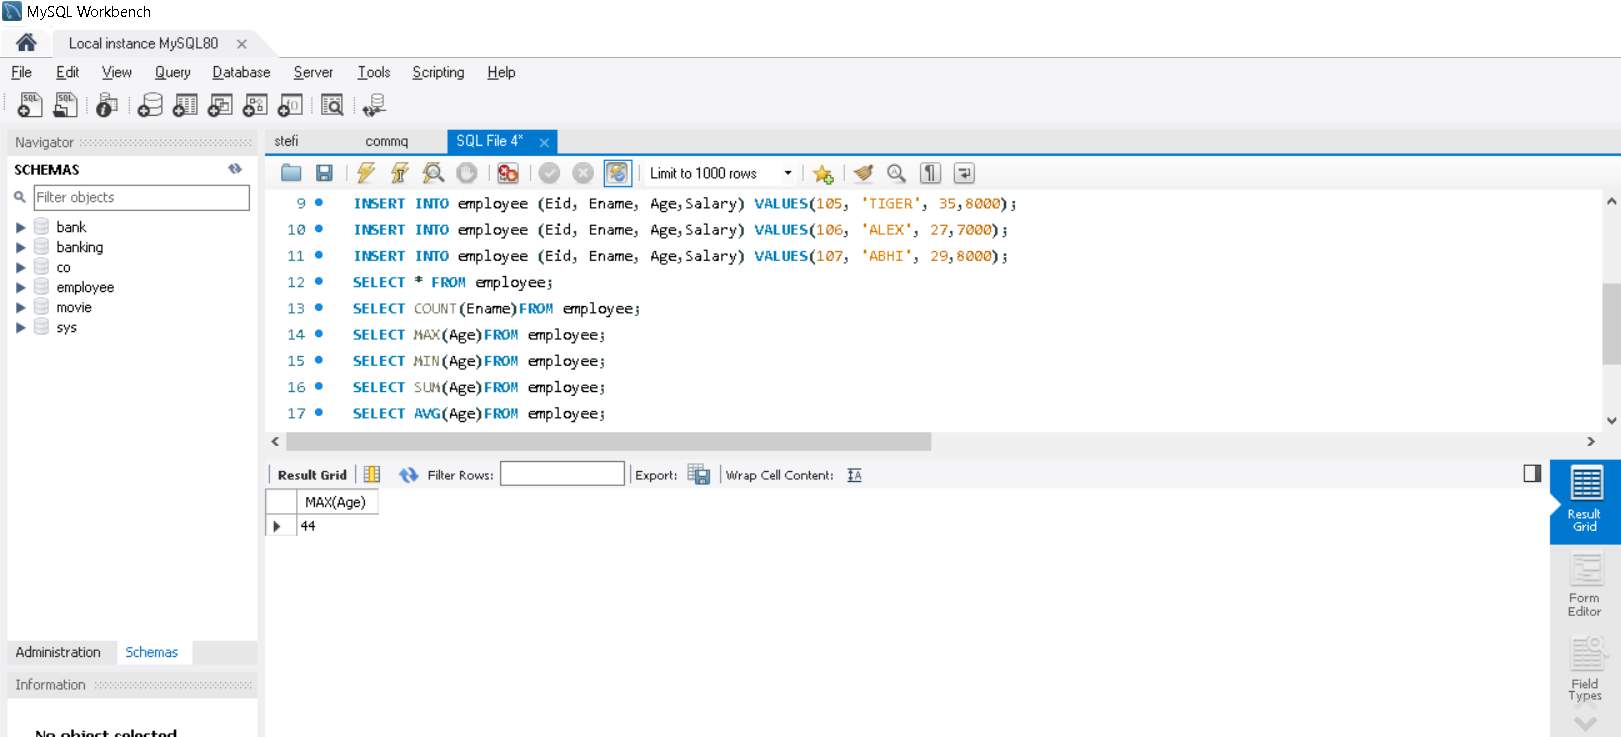 MySQL Workbench
Local instance MySQL80
File Edit View Query Database Server Tools Scripting Help
Navigator
SCHEMAS
Filter objects
bank
banking
co
employee
movie
sys
Administration Schemas
Information
No object selected
stefi commq SQL File 4*
Limit to 1000 rows
9 INSERT INTO employee (Eid, Ename, Age,Salary) VALUES(105, 'TIGER', 35,8000);
10 INSERT INTO employee (Eid, Ename, Age,Salary) VALUES(106, 'ALEX', 27,7000);
11 INSERT INTO employee (Eid, Ename, Age,Salary) VALUES(107, 'ABHI', 29,8000);
12 SELECT * FROM employee;
13 SELECT COUNT(Ename)FROM employee;
14 SELECT MAX(Age)FROM employee;
15 SELECT MIN(Age)FROM employee;
16 SELECT SUM(Age)FROM employee;
17 SELECT AVG(Age)FROM employee;
Result Grid Filter Rows: Export: Wrap Cell Content:
MAX(Age)
44
Result
Grid
Form
Editor
Field
Types